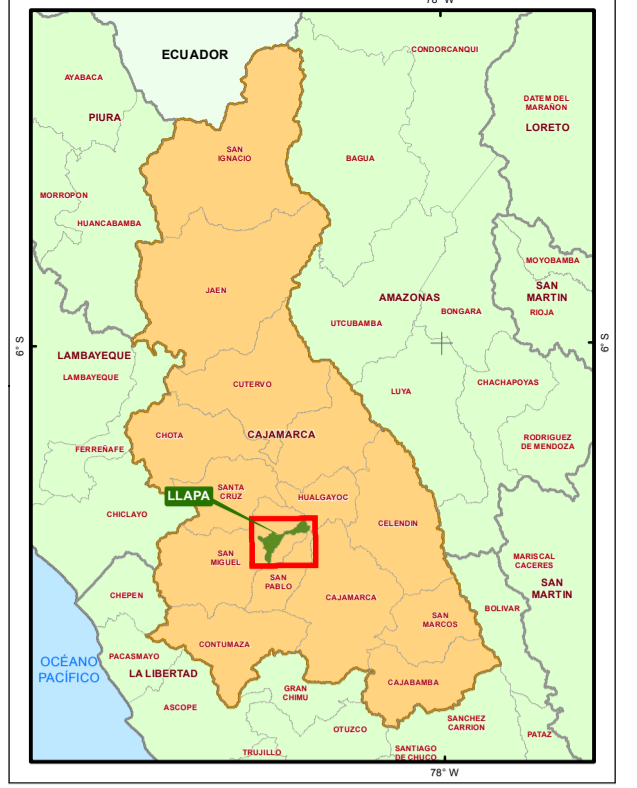 78° W
ECUADOR
CONDORCANQUI
AYABACA
DATEM DEL
MARAÑON
PIURA
LORETO
SAN
IGNACIO
BAGUA
MORROPON
HUANCABAMBA
MOYOBAMBA
JAEN
SAN
MARTIN
AMAZONAS
BONGARA
RIOJA
UTCUBAMBA
6° S
6° S
LAMBAYEQUE
LAMBAYEQUE
CUTERVO
CHACHAPOYAS
LUYA
CHOTA
CAJAMARCA
RODRIGUEZ
DE MENDOZA
FERREÑAFE
SANTA
CRUZ
LLAPA
HUALGAYOC
CHICLAYO
CELENDIN
SAN
MIGUEL
MARISCAL
CACERES
SAN
PABLO
SAN
MARTIN
CHEPEN
CAJAMARCA
BOLIVAR
SAN
MARCOS
CONTUMAZA
OCÉANO
PACÍFICO
PACASMAYO
LA LIBERTAD
CAJABAMBA
GRAN
CHIMU
ASCOPE
SANCHEZ
CARRION
OTUZCO
PATAZ
TRUJILLO
SANTIAGO
DE CHUCO
78° W